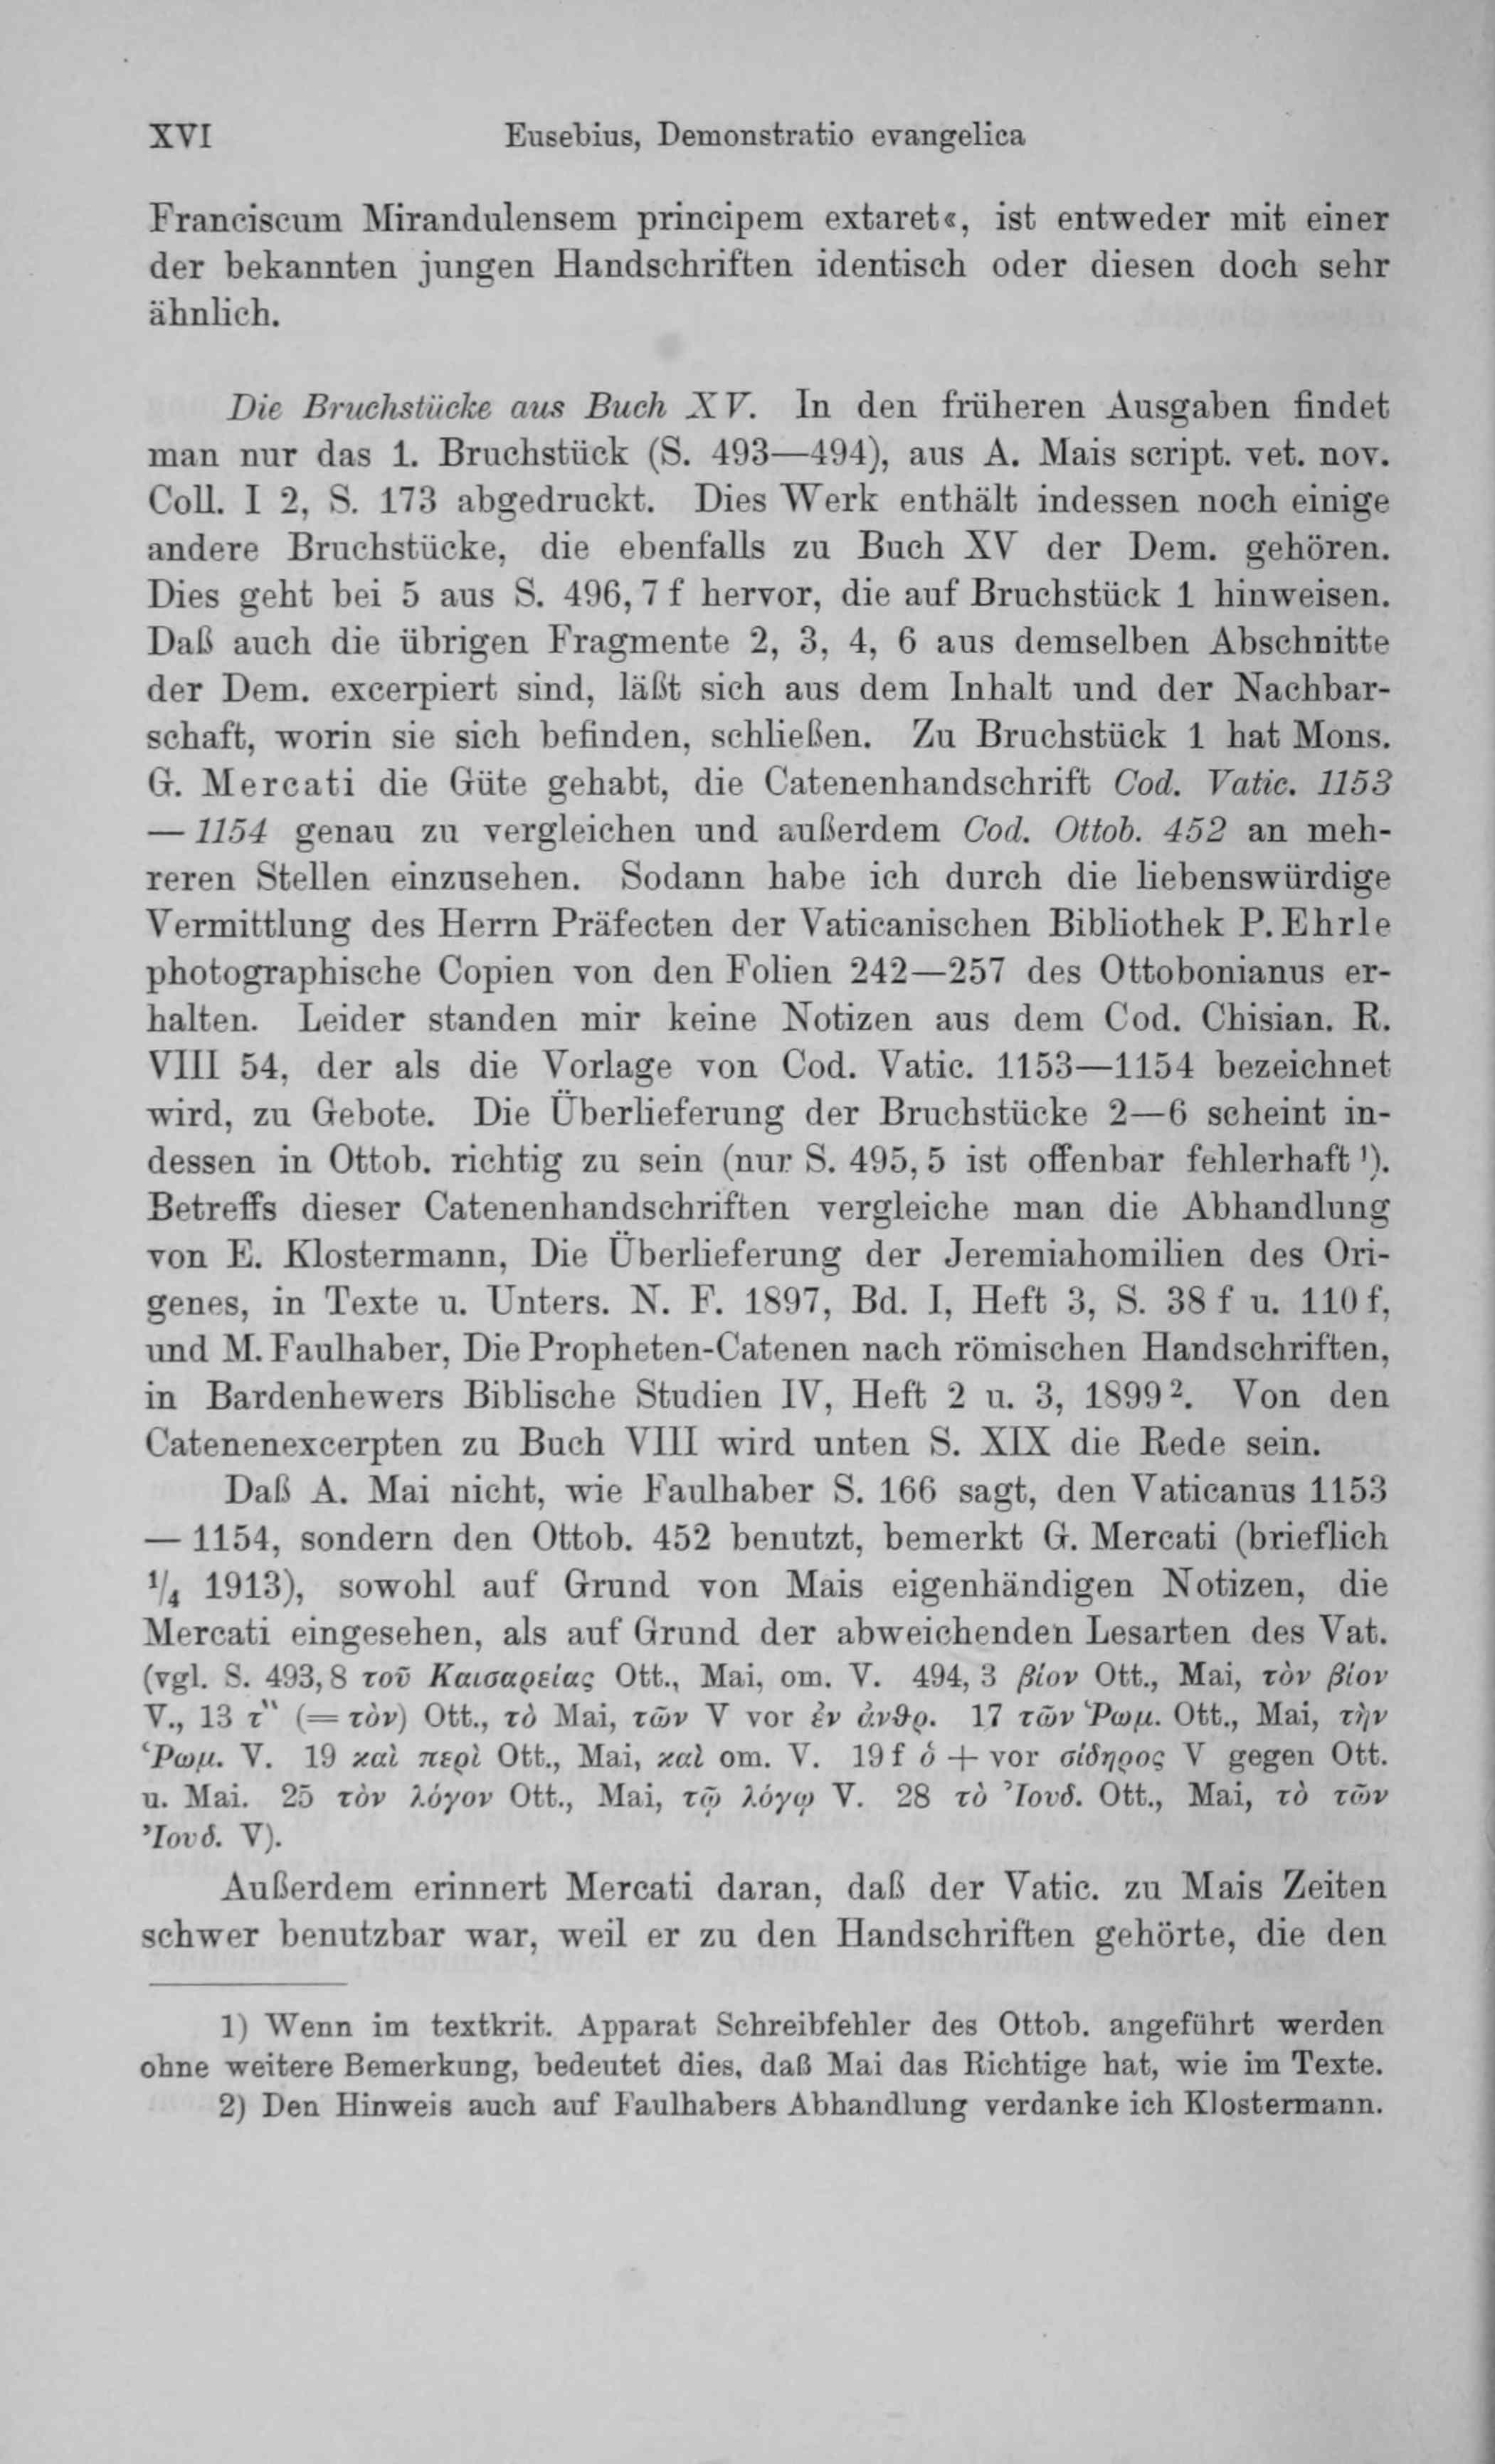 XVI Eusebius, Demonstratio evangelica
Franciscum Mirandulensem principem extaret«, ist entweder mit einer
der bekannten jungen Handschriften identisch oder diesen doch sehr
ähnlich.
Die Bruchstücke aus Buch XV. In den früheren Ausgaben findet
man nur das 1. Bruchstück (S. 493—494), aus A. Mais script. vet. nov.
Coll. I 2, S. 173 abgedruckt. Dies Werk enthält indessen noch einige
andere Bruchstücke, die ebenfalls zu Buch XV der Dem. gehören.
Dies geht bei 5 aus S. 496, 7 f hervor, die auf Bruchstück 1 hinweisen.
Daß auch die übrigen Fragmente 2, 3, 4, 6 aus demselben Abschnitte
der Dem. excerpiert sind, läßt sich aus dem Inhalt und der Nachbar-
schaft, worin sie sich befinden, schließen. Zu Bruchstück 1 hat Mons.
G. Mercati die Güte gehabt, die Catenenhandschrift Cod. Vatic. 1153
— 1154 genau zu vergleichen und außerdem Cod. Ottob. 452 an meh-
reren Stellen einzusehen. Sodann habe ich durch die liebenswürdige
Vermittlung des Herrn Präfecten der Vaticanischen Bibliothek P. Ehrle
photographische Copien von den Folien 242—257 des Ottobonianus er-
halten. Leider standen mir keine Notizen aus dem Cod. Chisian. R.
VIII 54, der als die Vorlage von Cod. Vatic. 1153—1154 bezeichnet
wird, zu Gebote. Die Überlieferung der Bruchstücke 2—6 scheint in-
dessen in Ottob. richtig zu sein (nur S. 495, 5 ist offenbar fehlerhaft ¹).
Betreffs dieser Catenenhandschriften vergleiche man die Abhandlung
von E. Klostermann, Die Überlieferung der Jeremiahomilien des Ori-
genes, in Texte u. Unters. N. F. 1897, Bd. I, Heft 3, S. 38 f u. 110 f,
und M. Faulhaber, Die Propheten-Catenen nach römischen Handschriften,
in Bardenhewers Biblische Studien IV, Heft 2 u. 3, 1899 ². Von den
Catenenexcerpten zu Buch VIII wird unten S. XIX die Rede sein.
Daß A. Mai nicht, wie Faulhaber S. 166 sagt, den Vaticanus 1153
— 1154, sondern den Ottob. 452 benutzt, bemerkt G. Mercati (brieflich
¹/₄ 1913), sowohl auf Grund von Mais eigenhändigen Notizen, die
Mercati eingesehen, als auf Grund der abweichenden Lesarten des Vat.
(vgl. S. 493, 8 τοῦ Καισαρείας Ott., Mai, om. V. 494, 3 βίον Ott., Mai, τὸν βίον
V., 13 τ‟ (= τὸν) Ott., τὸ Mai, τῶν V vor ἐν ἀνθρ. 17 τῶν Ῥωμ. Ott., Mai, τὴν
Ῥωμ. V. 19 καὶ περὶ Ott., Mai, καὶ om. V. 19 f ὁ + vor σίδηρος V gegen Ott.
u. Mai. 25 τὸν λόγον Ott., Mai, τῷ λόγῳ V. 28 τὸ Ἰουδ. Ott., Mai, τὸ τῶν
Ἰουδ. V).
Außerdem erinnert Mercati daran, daß der Vatic. zu Mais Zeiten
schwer benutzbar war, weil er zu den Handschriften gehörte, die den
1) Wenn im textkrit. Apparat Schreibfehler des Ottob. angeführt werden
ohne weitere Bemerkung, bedeutet dies, daß Mai das Richtige hat, wie im Texte.
2) Den Hinweis auch auf Faulhabers Abhandlung verdanke ich Klostermann.